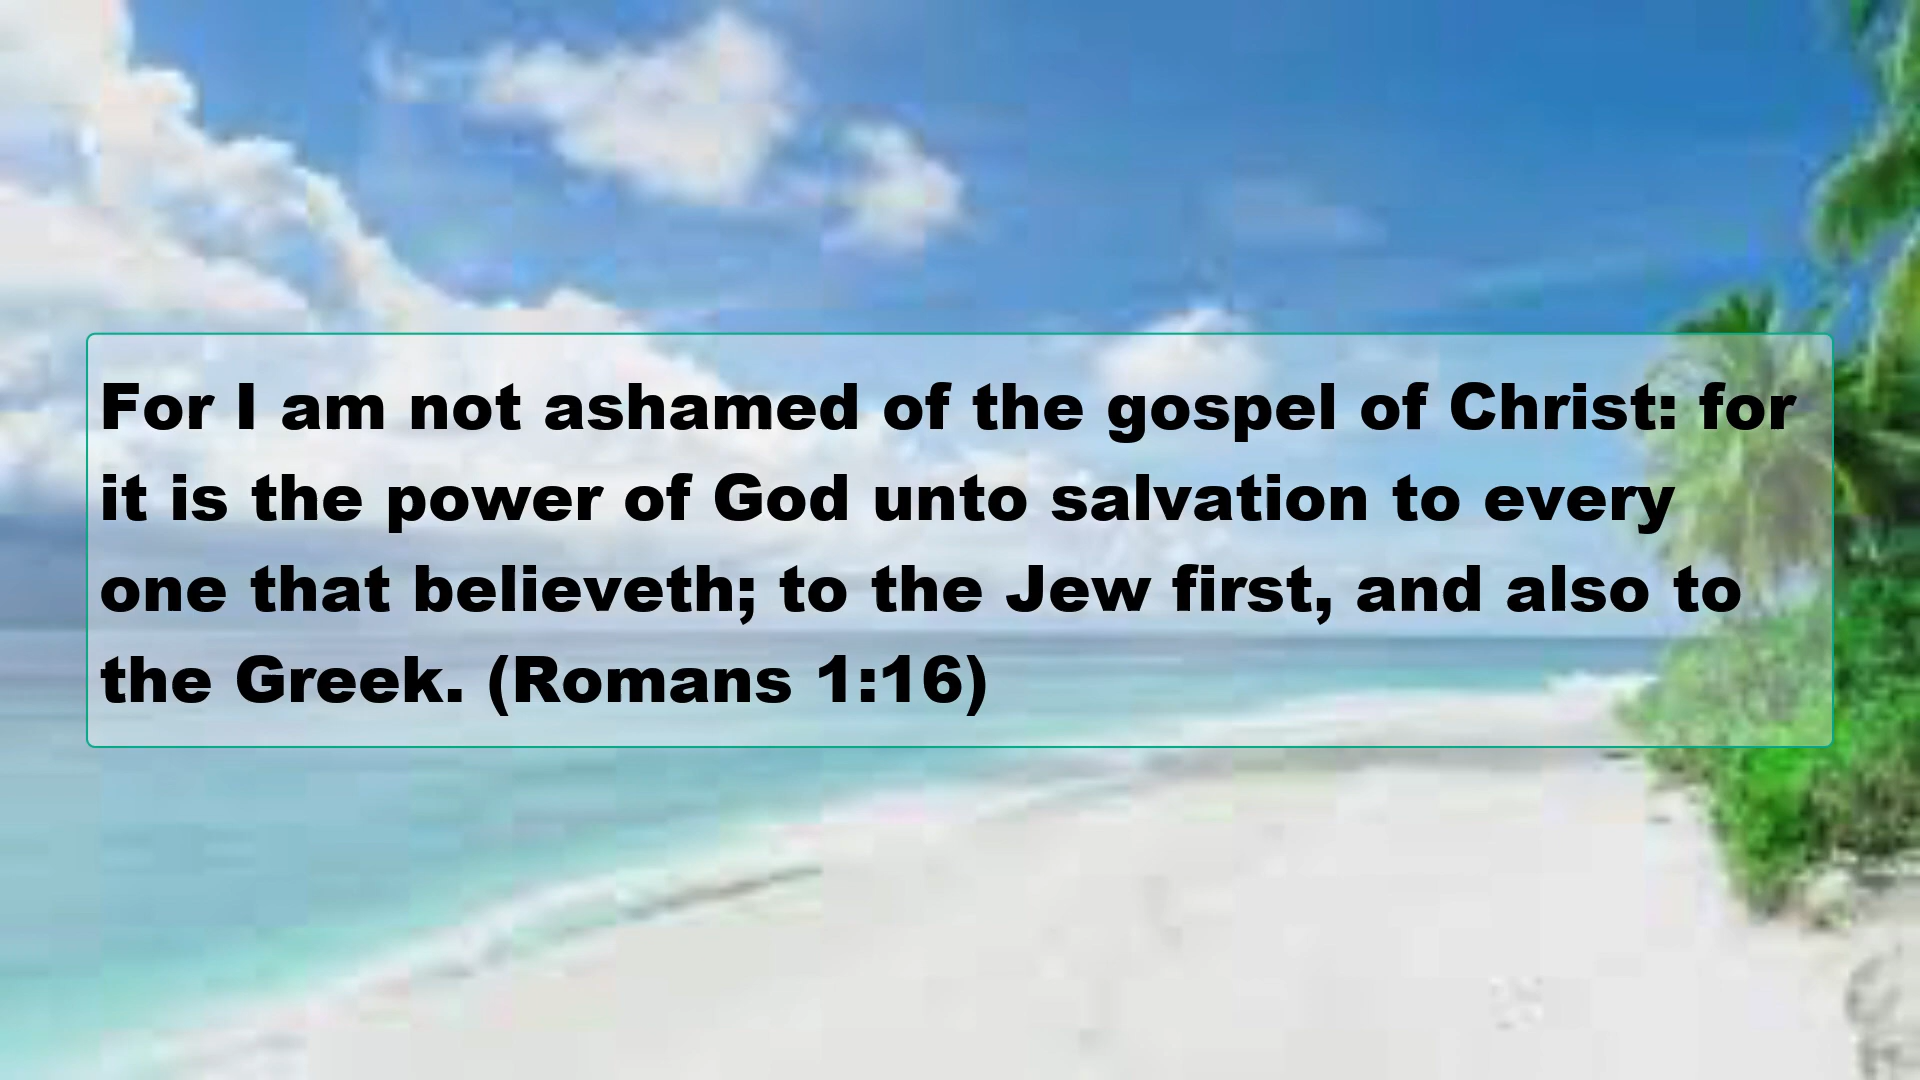 For I am not ashamed of the gospel of Christ: for
it is the power of God unto salvation to every
one that believeth; to the Jew first, and also to
the Greek. (Romans 1:16)